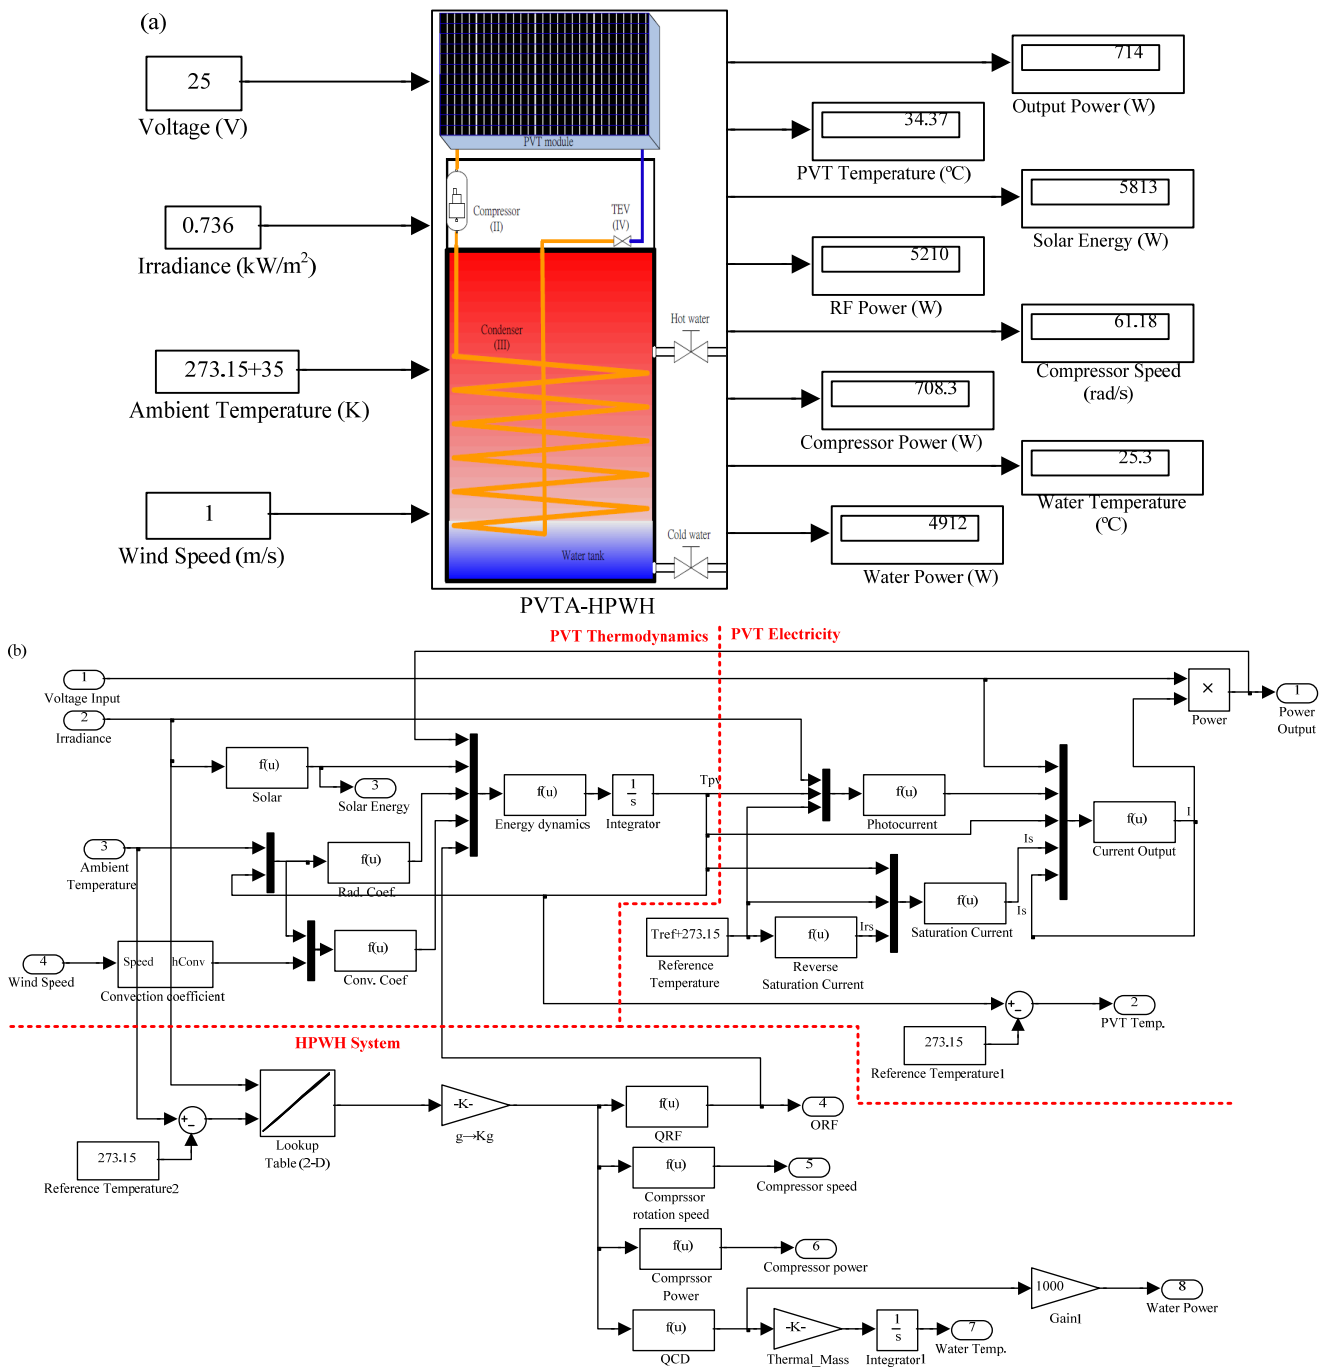 (a)
25
Voltage (V)
0.736
Irradiance (kW/m²)
273.15+35
Ambient Temperature (K)
1
Wind Speed (m/s)
PVT module
Compressor
(II)
TEV
(IV)
Condenser
(III)
Hot water
Cold water
Water tank
PVTA-HPWH
714
Output Power (W)
34.37
PVT Temperature (ºC)
5813
Solar Energy (W)
5210
RF Power (W)
61.18
Compressor Speed
(rad/s)
708.3
Compressor Power (W)
25.3
Water Temperature
(ºC)
4912
Water Power (W)
(b)
PVT Thermodynamics
PVT Electricity
1
Voltage Input
2
Irradiance
f(u)
Solar
3
Solar Energy
3
Ambient
Temperature
f(u)
Rad. Coef.
4
Wind Speed
Speed hConv
Convection coefficient
f(u)
Conv. Coef
f(u)
Energy dynamics
1
s
Integrator
Tpv
f(u)
Photocurrent
Tref+273.15
Reference
Temperature
f(u)
Reverse
Saturation Current
Irs
f(u)
Saturation Current
Is
Is
f(u)
Current Output
I
×
Power
1
Power
Output
+
−
2
PVT Temp.
273.15
Reference Temperature1
HPWH System
273.15
Reference Temperature2
+
−
Lookup
Table (2-D)
-K-
g→Kg
f(u)
QRF
4
QRF
f(u)
Comprssor
rotation speed
5
Compressor speed
f(u)
Comprssor
Power
6
Compressor power
f(u)
QCD
-K-
Thermal_Mass
1
s
Integrator1
7
Water Temp.
1000
Gain1
8
Water Power